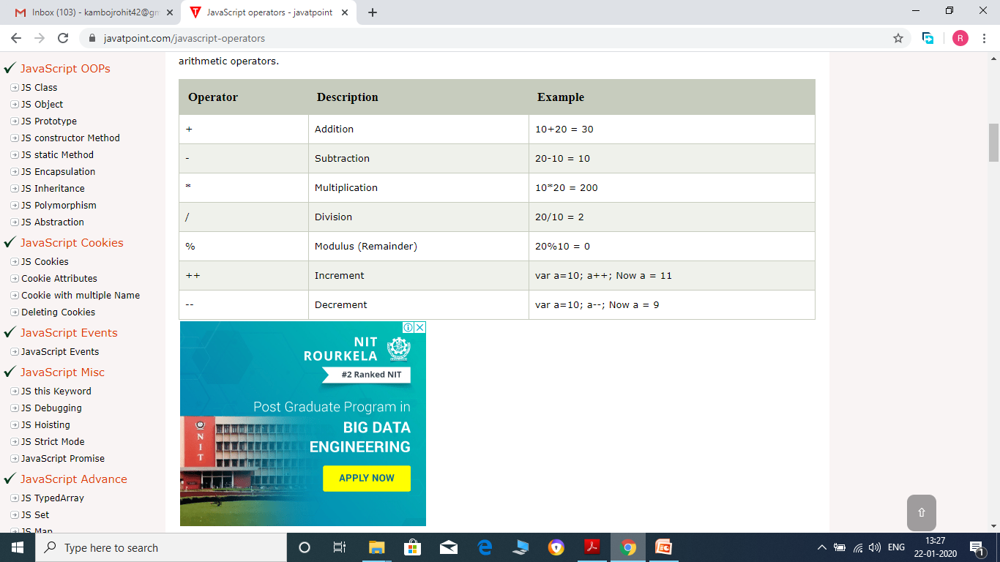 Inbox (103) - kambojrohit42@gm
JavaScript operators - javatpoint
javatpoint.com/javascript-operators
R
JavaScript OOPs
JS Class
JS Object
JS Prototype
JS constructor Method
JS static Method
JS Encapsulation
JS Inheritance
JS Polymorphism
JS Abstraction
JavaScript Cookies
JS Cookies
Cookie Attributes
Cookie with multiple Name
Deleting Cookies
JavaScript Events
JavaScript Events
JavaScript Misc
JS this Keyword
JS Debugging
JS Hoisting
JS Strict Mode
JavaScript Promise
JavaScript Advance
JS TypedArray
JS Set
JS Map
arithmetic operators.
Operator Description Example
+ Addition 10+20 = 30
- Subtraction 20-10 = 10
* Multiplication 10*20 = 200
/ Division 20/10 = 2
% Modulus (Remainder) 20%10 = 0
++ Increment var a=10; a++; Now a = 11
-- Decrement var a=10; a--; Now a = 9
NIT
ROURKELA
#2 Ranked NIT
Post Graduate Program in
BIG DATA
ENGINEERING
APPLY NOW
N
I
T
Type here to search
ENG
13:27
22-01-2020
1